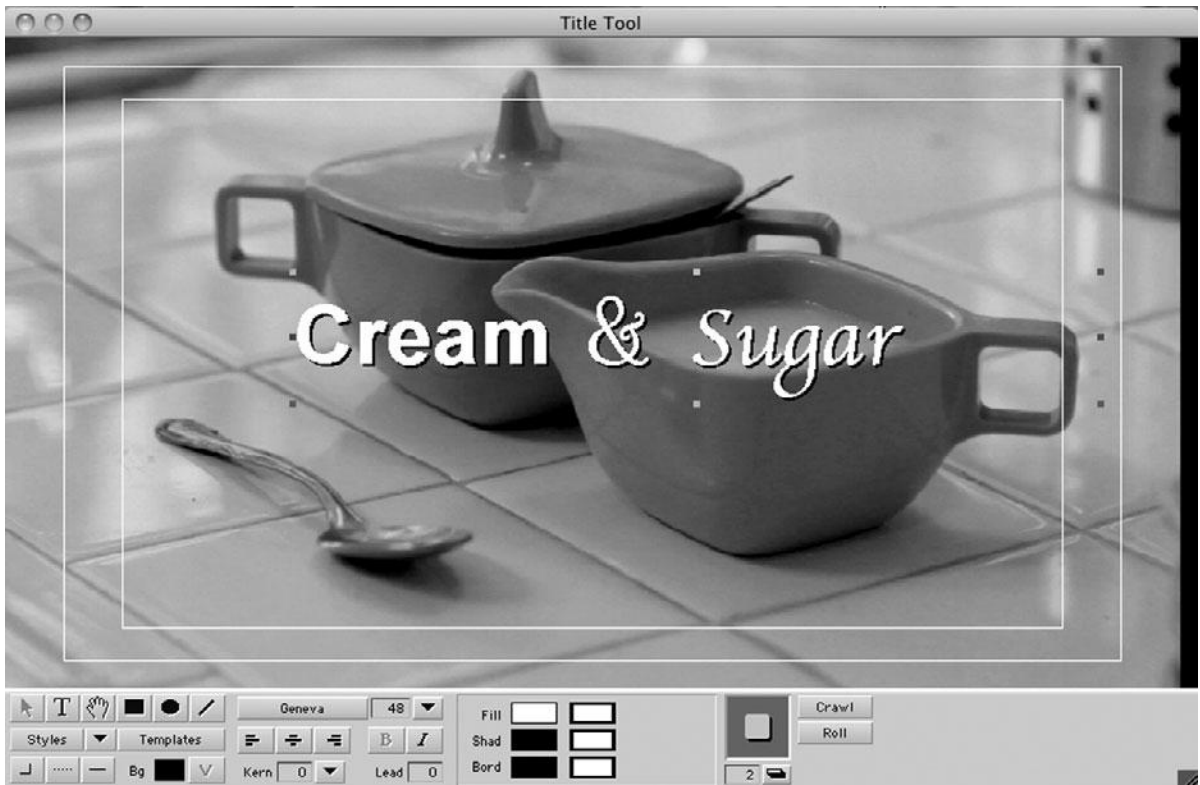 Title Tool
Cream & Sugar
T Geneva 48 Fill Crawl
Styles Templates B I Shad Roll
Bg V Kern 0 Lead 0 Bord 2